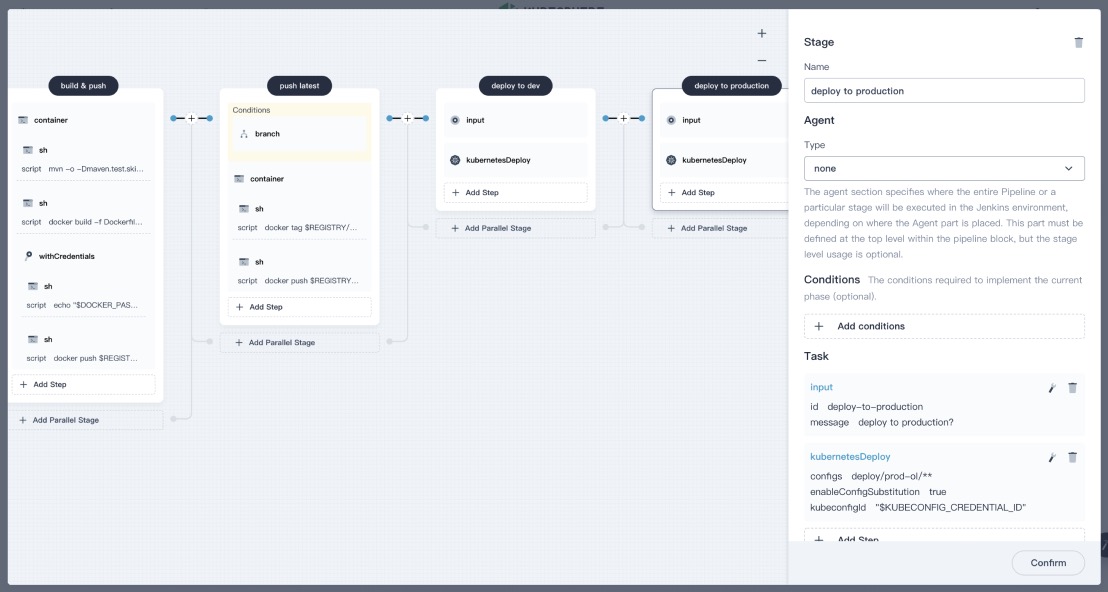 build & push
container
sh
script mvn -o -Dmaven.test.ski...
sh
script docker build -f Dockerfil...
withCredentials
sh
script echo "$DOCKER_PAS...
sh
script docker push $REGIST...
Add Step
Add Parallel Stage
push latest
Conditions
branch
container
sh
script docker tag $REGISTRY/...
sh
script docker push $REGISTRY...
Add Step
Add Parallel Stage
deploy to dev
input
kubernetesDeploy
Add Step
Add Parallel Stage
deploy to production
input
kubernetesDeploy
Add Step
Add Parallel Stage
Stage
Name
deploy to production
Agent
Type
none
The agent section specifies where the entire Pipeline or a
particular stage will be executed in the Jenkins environment,
depending on where the Agent part is placed. This part must be
defined at the top level within the pipeline block, but the stage
level usage is optional.
Conditions The conditions required to implement the current
phase (optional).
Add conditions
Task
input
id deploy-to-production
message deploy to production?
kubernetesDeploy
configs deploy/prod-ol/**
enableConfigSubstitution true
kubeconfigId "$KUBECONFIG_CREDENTIAL_ID"
Add Step
Confirm